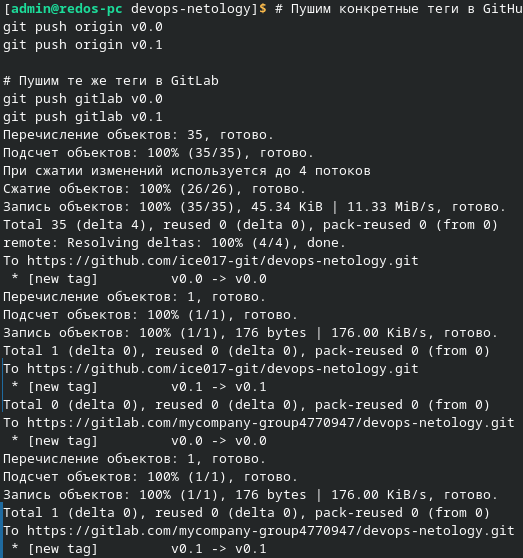 [admin@redos-pc devops-netology]$ # Пушим конкретные теги в GitHu
git push origin v0.0
git push origin v0.1

# Пушим те же теги в GitLab
git push gitlab v0.0
git push gitlab v0.1
Перечисление объектов: 35, готово.
Подсчет объектов: 100% (35/35), готово.
При сжатии изменений используется до 4 потоков
Сжатие объектов: 100% (26/26), готово.
Запись объектов: 100% (35/35), 45.34 KiB | 11.33 MiB/s, готово.
Total 35 (delta 4), reused 0 (delta 0), pack-reused 0 (from 0)
remote: Resolving deltas: 100% (4/4), done.
To https://github.com/ice017-git/devops-netology.git
 * [new tag]         v0.0 -> v0.0
Перечисление объектов: 1, готово.
Подсчет объектов: 100% (1/1), готово.
Запись объектов: 100% (1/1), 176 bytes | 176.00 KiB/s, готово.
Total 1 (delta 0), reused 0 (delta 0), pack-reused 0 (from 0)
To https://github.com/ice017-git/devops-netology.git
 * [new tag]         v0.1 -> v0.1
Total 0 (delta 0), reused 0 (delta 0), pack-reused 0 (from 0)
To https://gitlab.com/mycompany-group4770947/devops-netology.git
 * [new tag]         v0.0 -> v0.0
Перечисление объектов: 1, готово.
Подсчет объектов: 100% (1/1), готово.
Запись объектов: 100% (1/1), 176 bytes | 176.00 KiB/s, готово.
Total 1 (delta 0), reused 0 (delta 0), pack-reused 0 (from 0)
To https://gitlab.com/mycompany-group4770947/devops-netology.git
 * [new tag]         v0.1 -> v0.1